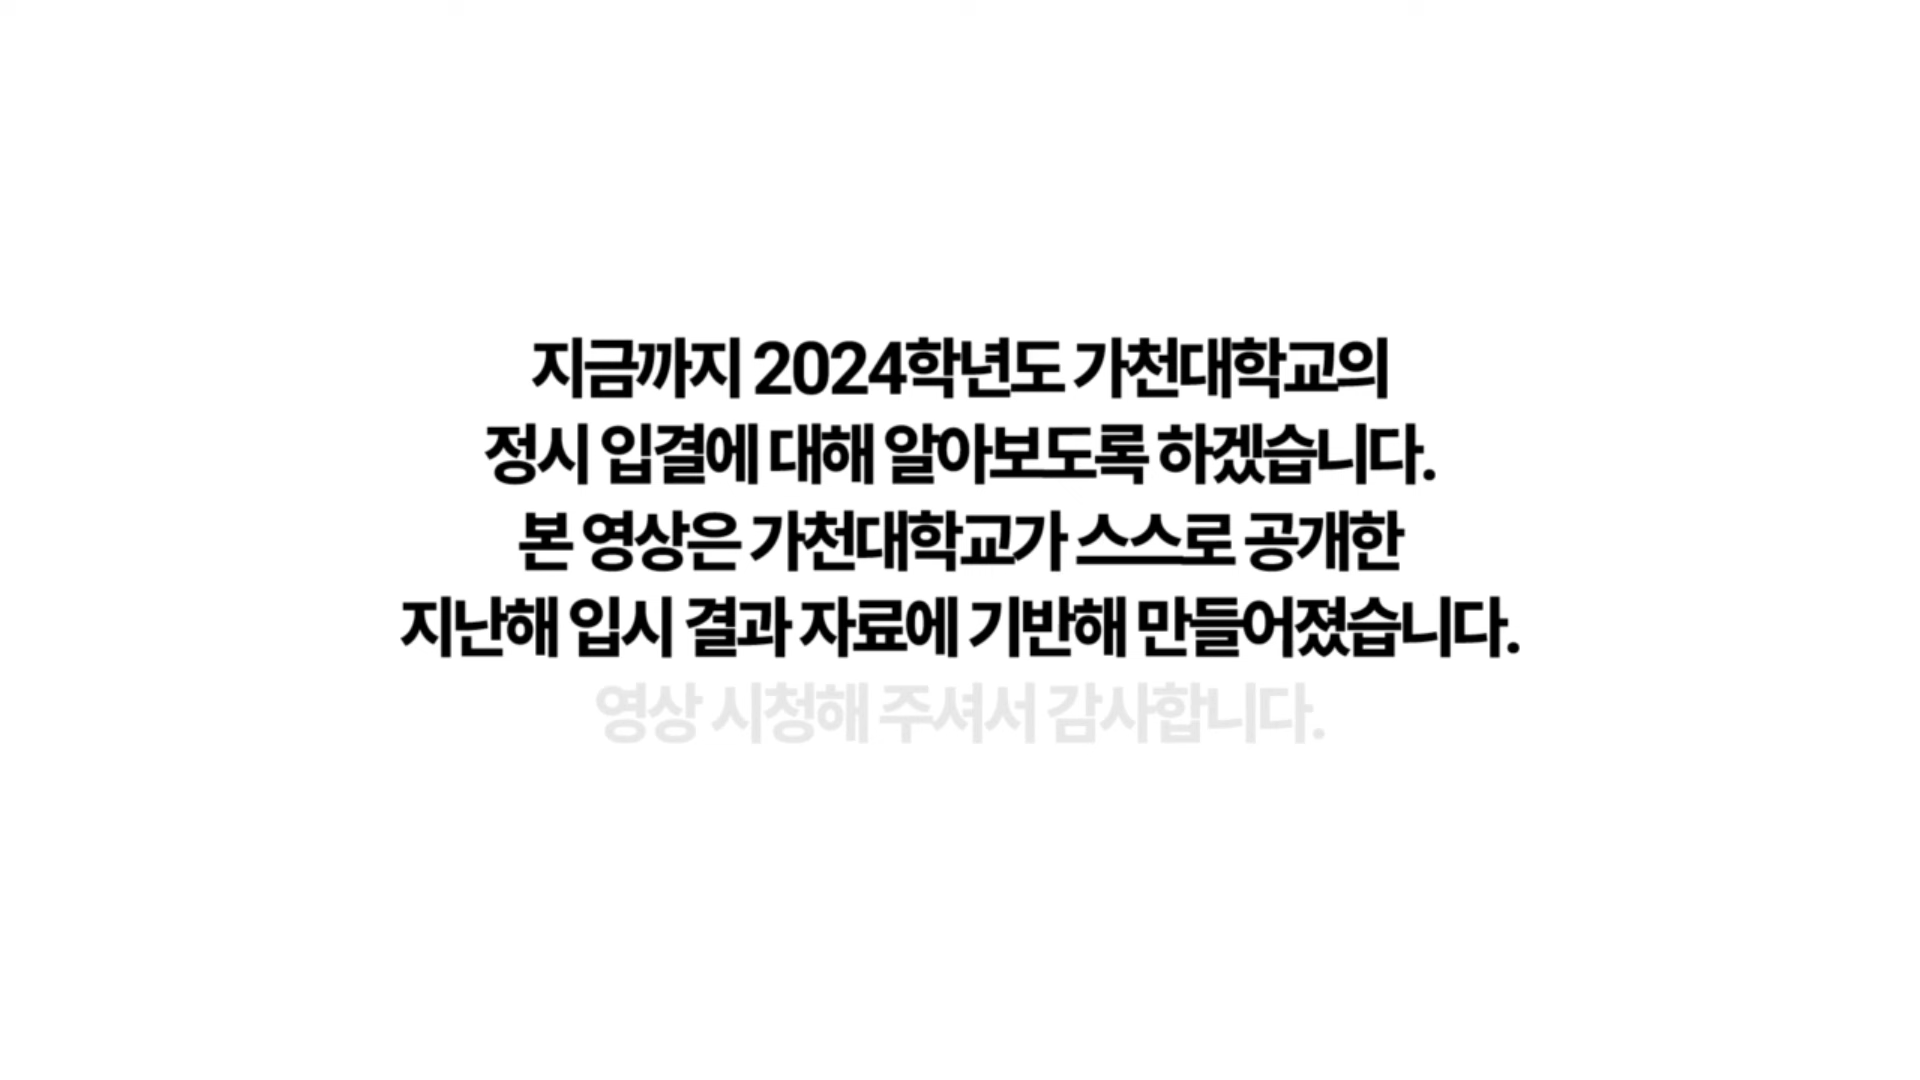 지금까지 2024학년도 가천대학교의
정시 입결에 대해 알아보도록 하겠습니다.
본 영상은 가천대학교가 스스로 공개한
지난해 입시 결과 자료에 기반해 만들어졌습니다.
영상 시청해 주셔서 감사합니다.